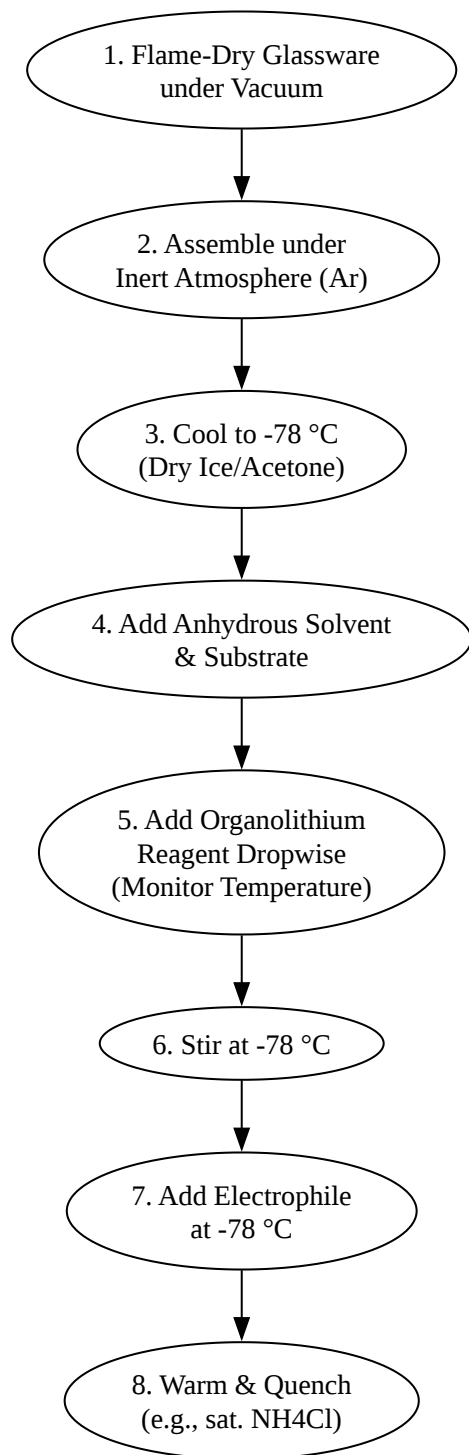 1. Flame-Dry Glassware
under Vacuum
2. Assemble under
Inert Atmosphere (Ar)
3. Cool to -78 °C
(Dry Ice/Acetone)
4. Add Anhydrous Solvent
& Substrate
5. Add Organolithium
Reagent Dropwise
(Monitor Temperature)
6. Stir at -78 °C
7. Add Electrophile
at -78 °C
8. Warm & Quench
(e.g., sat. NH4Cl)